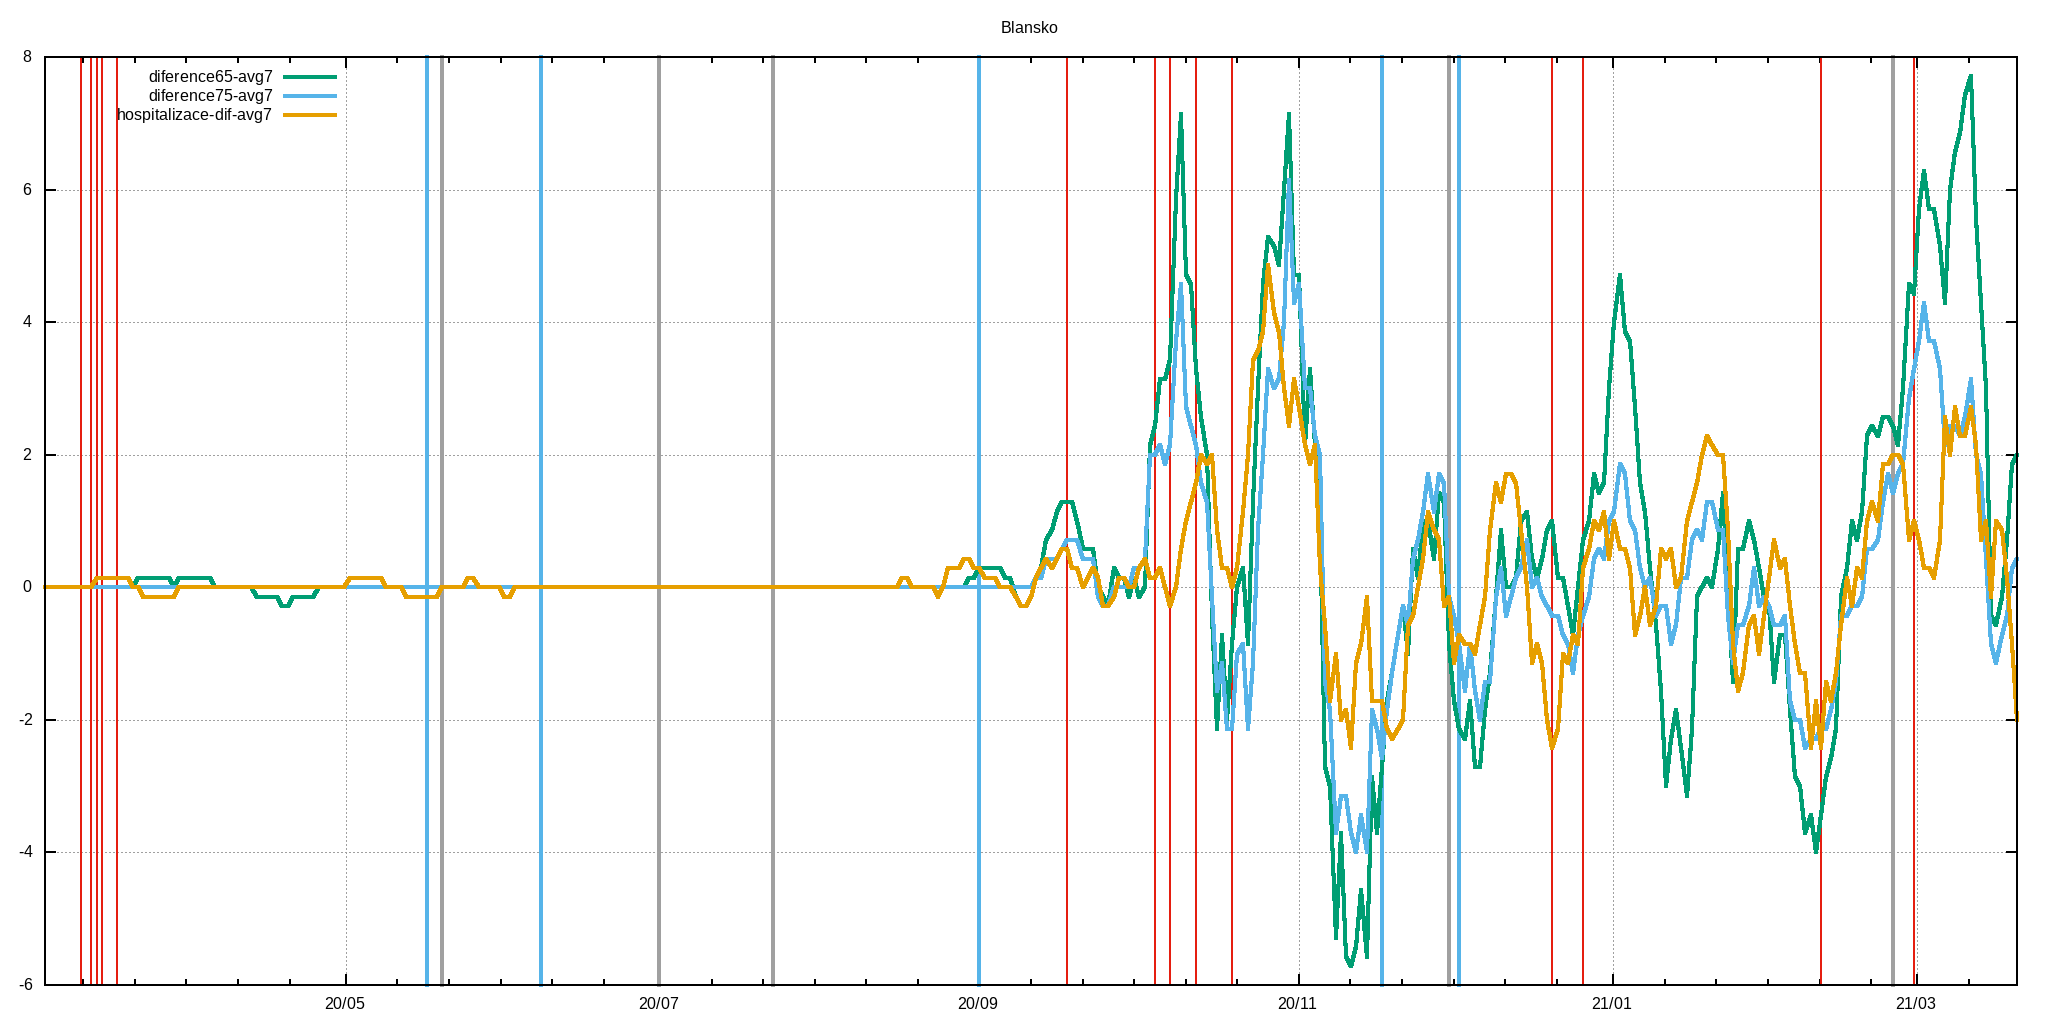 Blansko
diference65-avg7
diference75-avg7
hospitalizace-dif-avg7
8
6
4
2
0
-2
-4
-6
20/05 20/07 20/09 20/11 21/01 21/03